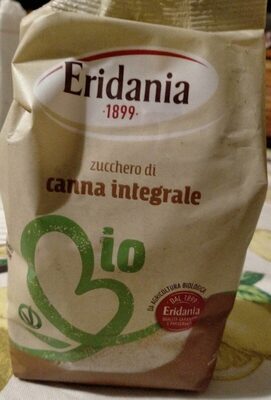 Eridania
·1899·
zucchero di
canna integrale
Bio
DA AGRICOLTURA BIOLOGICA
DAL 1899
Eridania